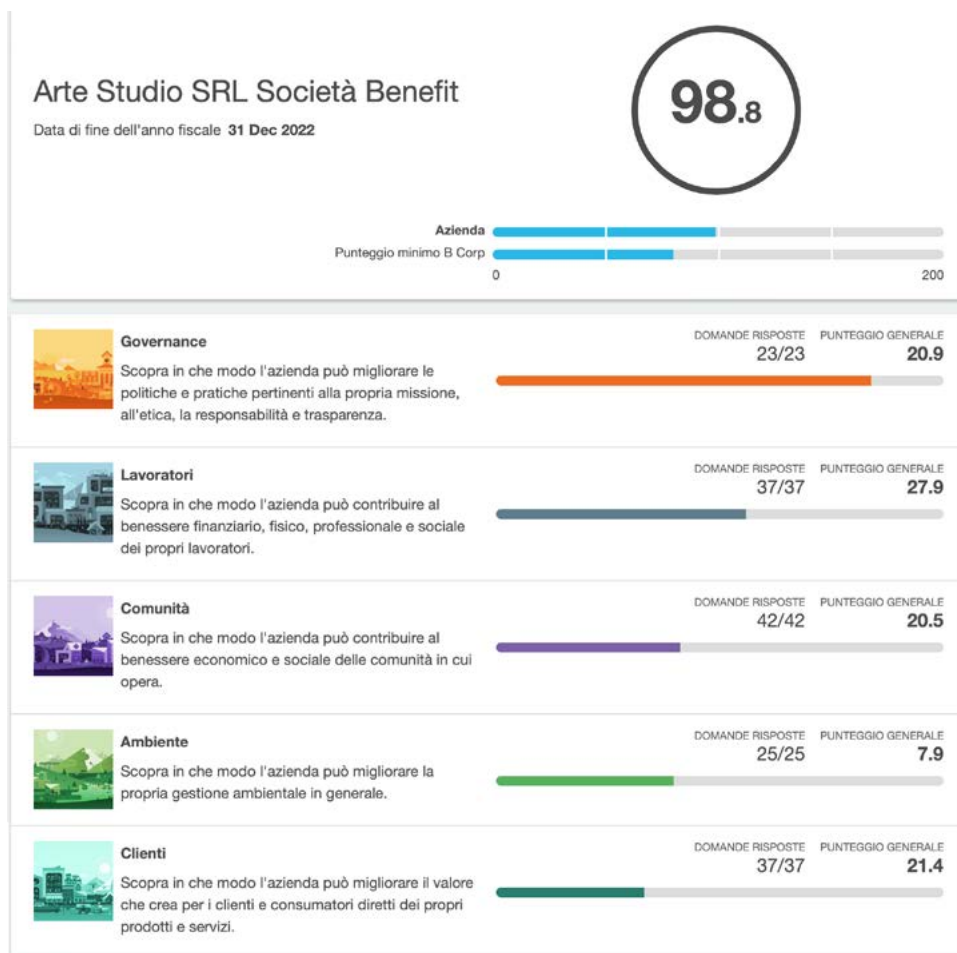 Arte Studio SRL Società Benefit
Data di fine dell'anno fiscale 31 Dec 2022
98.8
Azienda
Punteggio minimo B Corp
0
200
Governance
Scopra in che modo l'azienda può migliorare le
politiche e pratiche pertinenti alla propria missione,
all'etica, la responsabilità e trasparenza.
DOMANDE RISPOSTE PUNTEGGIO GENERALE
23/23 20.9
Lavoratori
Scopra in che modo l'azienda può contribuire al
benessere finanziario, fisico, professionale e sociale
dei propri lavoratori.
DOMANDE RISPOSTE PUNTEGGIO GENERALE
37/37 27.9
Comunità
Scopra in che modo l'azienda può contribuire al
benessere economico e sociale delle comunità in cui
opera.
DOMANDE RISPOSTE PUNTEGGIO GENERALE
42/42 20.5
Ambiente
Scopra in che modo l'azienda può migliorare la
propria gestione ambientale in generale.
DOMANDE RISPOSTE PUNTEGGIO GENERALE
25/25 7.9
Clienti
Scopra in che modo l'azienda può migliorare il valore
che crea per i clienti e consumatori diretti dei propri
prodotti e servizi.
DOMANDE RISPOSTE PUNTEGGIO GENERALE
37/37 21.4